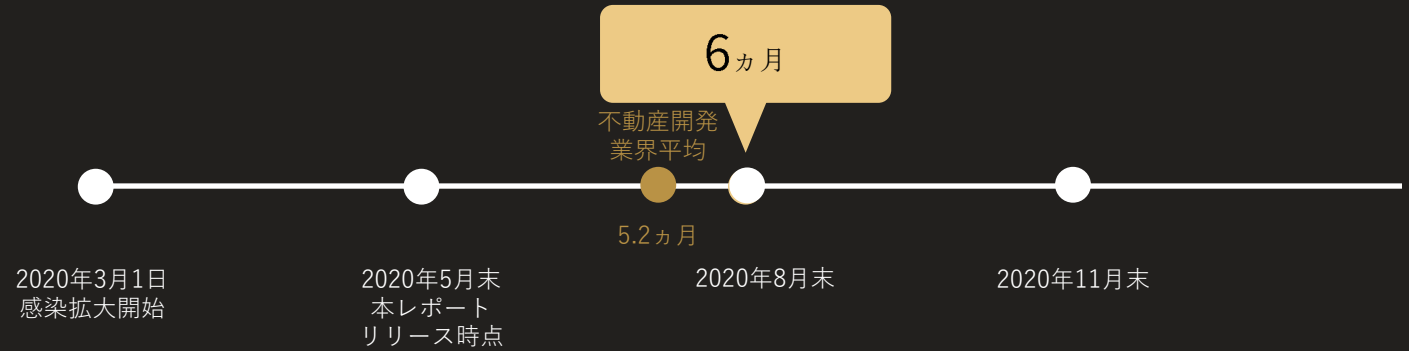 6ヵ月
不動産開発
業界平均
5.2ヵ月
2020年3月1日
感染拡大開始
2020年5月末
本レポート
リリース時点
2020年8月末
2020年11月末